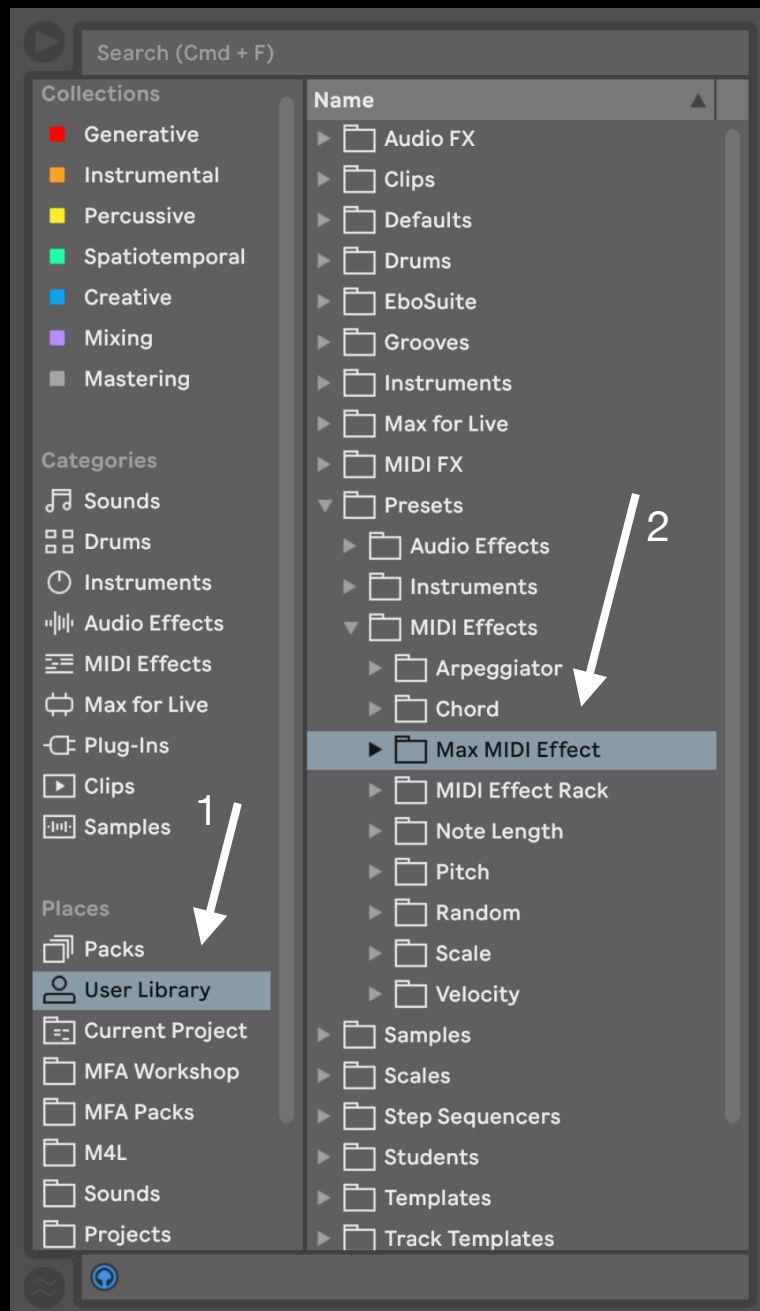 Search (Cmd + F)
Collections
Generative
Instrumental
Percussive
Spatiotemporal
Creative
Mixing
Mastering
Categories
Sounds
Drums
Instruments
Audio Effects
MIDI Effects
Max for Live
Plug-Ins
Clips
Samples
1
Places
Packs
User Library
Current Project
MFA Workshop
MFA Packs
M4L
Sounds
Projects
Name
Audio FX
Clips
Defaults
Drums
EboSuite
Grooves
Instruments
Max for Live
MIDI FX
Presets
2
Audio Effects
Instruments
MIDI Effects
Arpeggiator
Chord
Max MIDI Effect
MIDI Effect Rack
Note Length
Pitch
Random
Scale
Velocity
Samples
Scales
Step Sequencers
Students
Templates
Track Templates